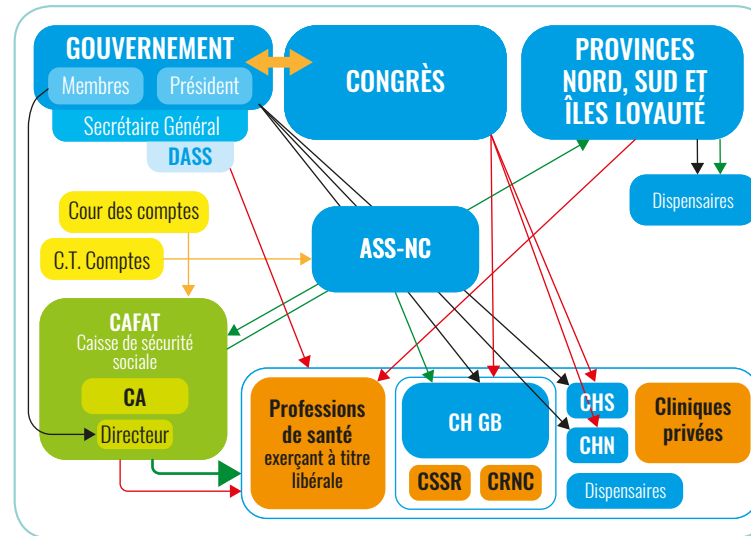 GOUVERNEMENT
Membres
Président
Secrétaire Général
DASS
CONGRÈS
PROVINCES
NORD, SUD ET
ÎLES LOYAUTÉ
Dispensaires
Cour des comptes
C.T. Comptes
ASS-NC
CAFAT
Caisse de sécurité
sociale
CA
Directeur
Professions
de santé
exerçant à titre
libérale
CH GB
CSSR
CRNC
CHS
CHN
Dispensaires
Cliniques
privées